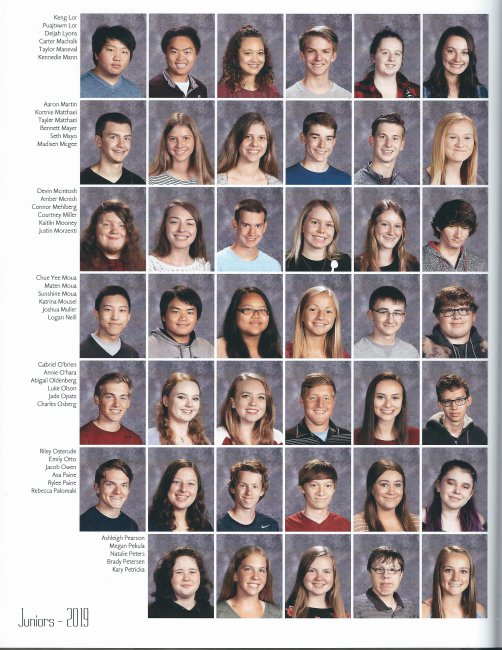 Keng Lor
Puajtxwm Lor
Deijah Lyons
Carter Machalk
Taylor Maneval
Kennedie Mann
Aaron Martin
Kortnie Matthaei
Tayler Matthaei
Bennett Mayer
Seth Mayo
Madisen Mcgee
Devin Mcintosh
Amber Mcnish
Connor Mehlberg
Courtney Miller
Kaitlin Mooney
Justin Morzenti
Chue Yee Moua
Maten Moua
Sunshine Moua
Katrina Mousel
Joshua Muller
Logan Neill
Gabriel O'brien
Annie O'hara
Abigail Oldenberg
Luke Olson
Jade Opatz
Charles Osberg
Riley Osterude
Emily Otto
Jacob Owen
Asa Paine
Rylee Paine
Rebecca Palomaki
Ashleigh Pearson
Megan Pekula
Natalie Peters
Brady Petersen
Kary Petricka
Juniors - 2019